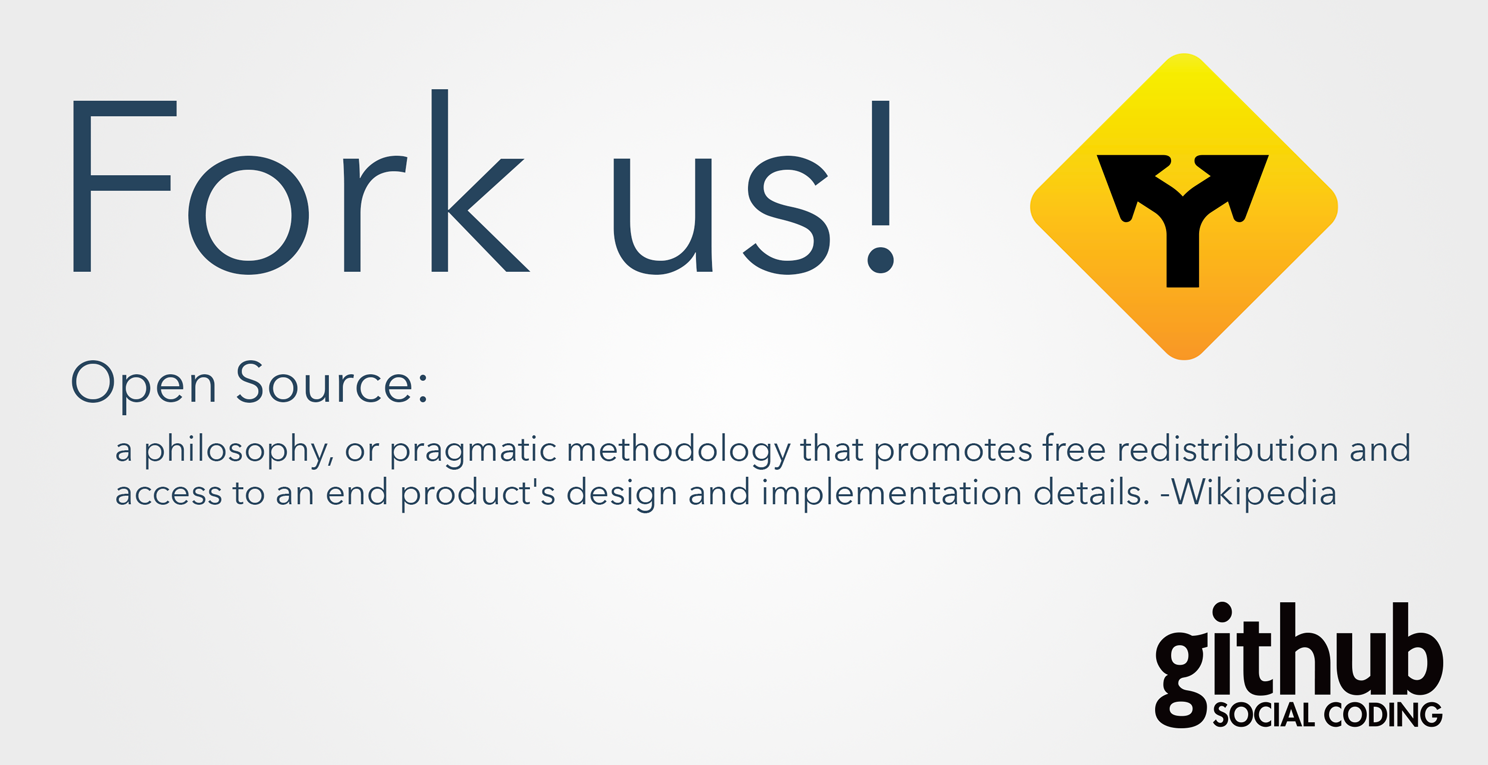 Fork us!
Open Source:
a philosophy, or pragmatic methodology that promotes free redistribution and
access to an end product's design and implementation details. -Wikipedia
github
SOCIAL CODING